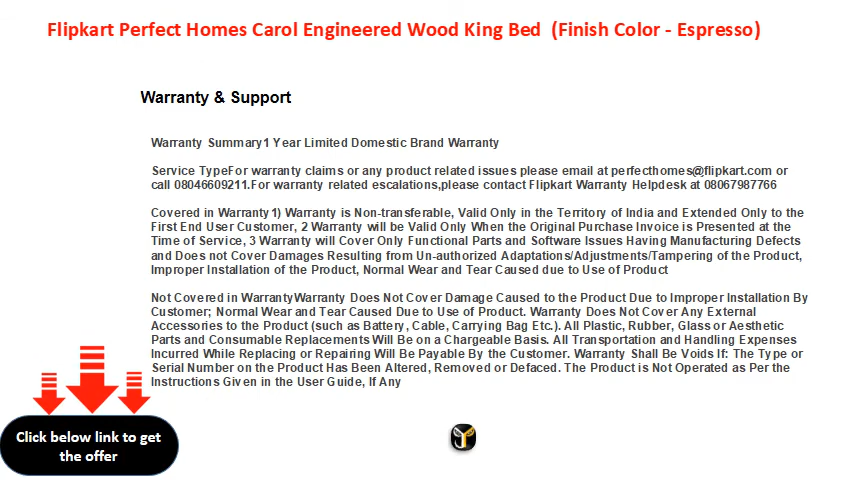 Flipkart Perfect Homes Carol Engineered Wood King Bed (Finish Color - Espresso)
Warranty & Support
Warranty Summary1 Year Limited Domestic Brand Warranty
Service TypeFor warranty claims or any product related issues please email at perfecthomes@flipkart.com or
call 08046609211.For warranty related escalations,please contact Flipkart Warranty Helpdesk at 08067987766
Covered in Warranty1) Warranty is Non-transferable, Valid Only in the Territory of India and Extended Only to the
First End User Customer, 2 Warranty will be Valid Only When the Original Purchase Invoice is Presented at the
Time of Service, 3 Warranty will Cover Only Functional Parts and Software Issues Having Manufacturing Defects
and Does not Cover Damages Resulting from Un-authorized Adaptations/Adjustments/Tampering of the Product,
Improper Installation of the Product, Normal Wear and Tear Caused due to Use of Product
Not Covered in WarrantyWarranty Does Not Cover Damage Caused to the Product Due to Improper Installation By
Customer; Normal Wear and Tear Caused Due to Use of Product. Warranty Does Not Cover Any External
Accessories to the Product (such as Battery, Cable, Carrying Bag Etc.). All Plastic, Rubber, Glass or Aesthetic
Parts and Consumable Replacements Will Be on a Chargeable Basis. All Transportation and Handling Expenses
Incurred While Replacing or Repairing Will Be Payable By the Customer. Warranty Shall Be Voids If: The Type or
Serial Number on the Product Has Been Altered, Removed or Defaced. The Product is Not Operated as Per the
Instructions Given in the User Guide, If Any
Click below link to get
the offer